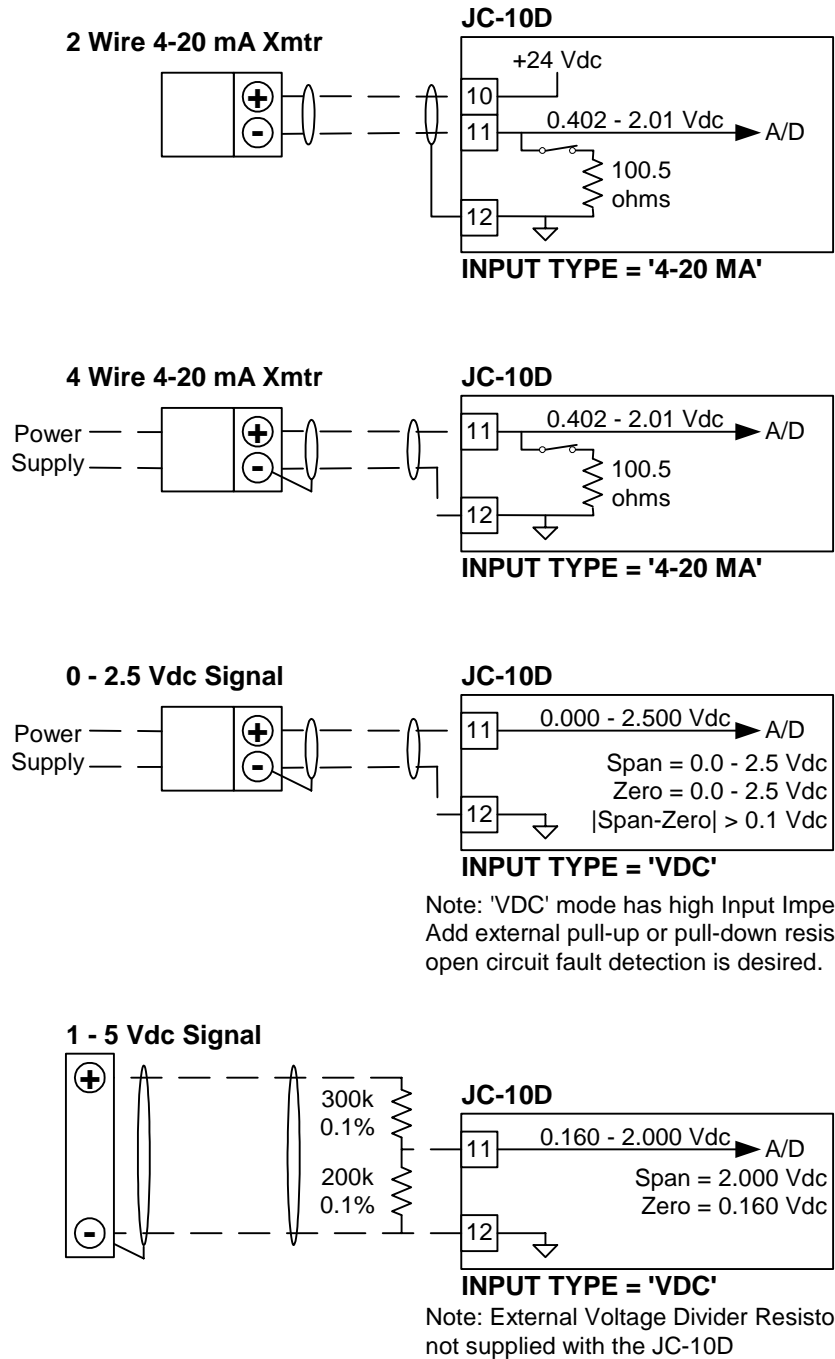 JC-10D
2 Wire 4-20 mA Xmtr
+24 Vdc
+
10
-
11
0.402 - 2.01 Vdc
A/D
100.5
ohms
12
INPUT TYPE = '4-20 MA'
4 Wire 4-20 mA Xmtr
JC-10D
Power
Supply
+
-
11
0.402 - 2.01 Vdc
A/D
100.5
ohms
12
INPUT TYPE = '4-20 MA'
0 - 2.5 Vdc Signal
JC-10D
Power
Supply
+
-
11
0.000 - 2.500 Vdc
A/D
Span = 0.0 - 2.5 Vdc
Zero = 0.0 - 2.5 Vdc
12
|Span-Zero| > 0.1 Vdc
INPUT TYPE = 'VDC'
Note: 'VDC' mode has high Input Impe
Add external pull-up or pull-down resis
open circuit fault detection is desired.
1 - 5 Vdc Signal
+
300k
0.1%
JC-10D
11
0.160 - 2.000 Vdc
A/D
200k
0.1%
Span = 2.000 Vdc
Zero = 0.160 Vdc
-
12
INPUT TYPE = 'VDC'
Note: External Voltage Divider Resisto
not supplied with the JC-10D